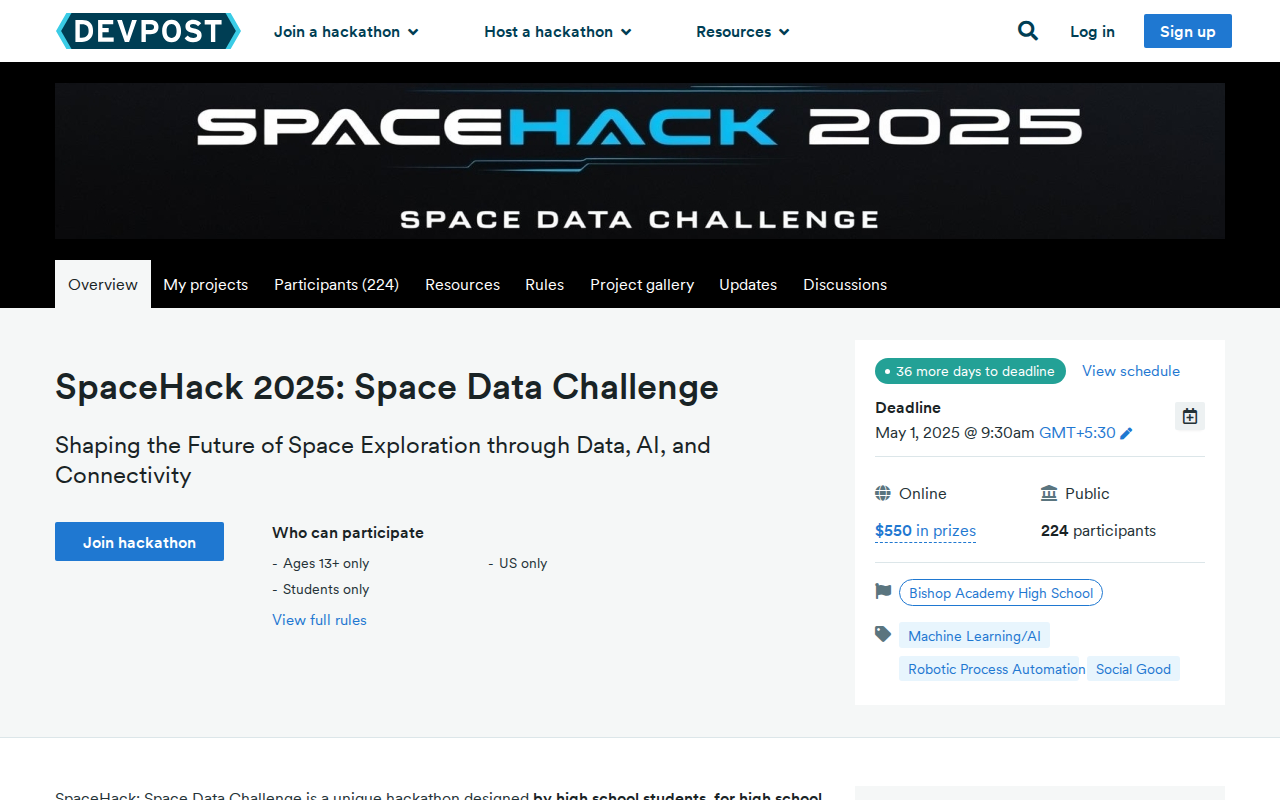 DEVPOST
Join a hackathon
Host a hackathon
Resources
Log in
Sign up
SPACEHACK 2025
SPACE DATA CHALLENGE
Overview
My projects
Participants (224)
Resources
Rules
Project gallery
Updates
Discussions
SpaceHack 2025: Space Data Challenge
Shaping the Future of Space Exploration through Data, AI, and
Connectivity
Join hackathon
Who can participate
- Ages 13+ only
- US only
- Students only
View full rules
36 more days to deadline
View schedule
Deadline
May 1, 2025 @ 9:30am GMT+5:30
Online
Public
$550 in prizes
224 participants
Bishop Academy High School
Machine Learning/AI
Robotic Process Automation
Social Good
SpaceHack: Space Data Challenge is a unique hackathon designed by high school students, for high school